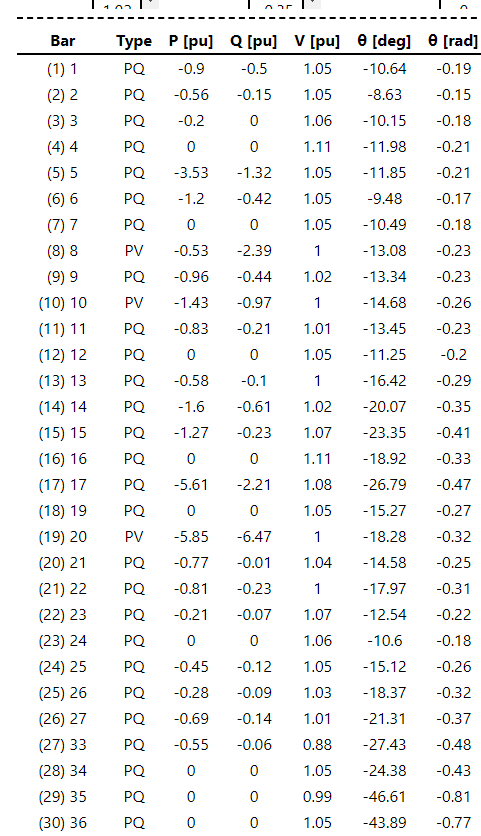 Bar Type P [pu] Q [pu] V [pu] θ [deg] θ [rad]
(1) 1 PQ -0.9 -0.5 1.05 -10.64 -0.19
(2) 2 PQ -0.56 -0.15 1.05 -8.63 -0.15
(3) 3 PQ -0.2 0 1.06 -10.15 -0.18
(4) 4 PQ 0 0 1.11 -11.98 -0.21
(5) 5 PQ -3.53 -1.32 1.05 -11.85 -0.21
(6) 6 PQ -1.2 -0.42 1.05 -9.48 -0.17
(7) 7 PQ 0 0 1.05 -10.49 -0.18
(8) 8 PV -0.53 -2.39 1 -13.08 -0.23
(9) 9 PQ -0.96 -0.44 1.02 -13.34 -0.23
(10) 10 PV -1.43 -0.97 1 -14.68 -0.26
(11) 11 PQ -0.83 -0.21 1.01 -13.45 -0.23
(12) 12 PQ 0 0 1.05 -11.25 -0.2
(13) 13 PQ -0.58 -0.1 1 -16.42 -0.29
(14) 14 PQ -1.6 -0.61 1.02 -20.07 -0.35
(15) 15 PQ -1.27 -0.23 1.07 -23.35 -0.41
(16) 16 PQ 0 0 1.11 -18.92 -0.33
(17) 17 PQ -5.61 -2.21 1.08 -26.79 -0.47
(18) 19 PQ 0 0 1.05 -15.27 -0.27
(19) 20 PV -5.85 -6.47 1 -18.28 -0.32
(20) 21 PQ -0.77 -0.01 1.04 -14.58 -0.25
(21) 22 PQ -0.81 -0.23 1 -17.97 -0.31
(22) 23 PQ -0.21 -0.07 1.07 -12.54 -0.22
(23) 24 PQ 0 0 1.06 -10.6 -0.18
(24) 25 PQ -0.45 -0.12 1.05 -15.12 -0.26
(25) 26 PQ -0.28 -0.09 1.03 -18.37 -0.32
(26) 27 PQ -0.69 -0.14 1.01 -21.31 -0.37
(27) 33 PQ -0.55 -0.06 0.88 -27.43 -0.48
(28) 34 PQ 0 0 1.05 -24.38 -0.43
(29) 35 PQ 0 0 0.99 -46.61 -0.81
(30) 36 PQ 0 0 1.05 -43.89 -0.77